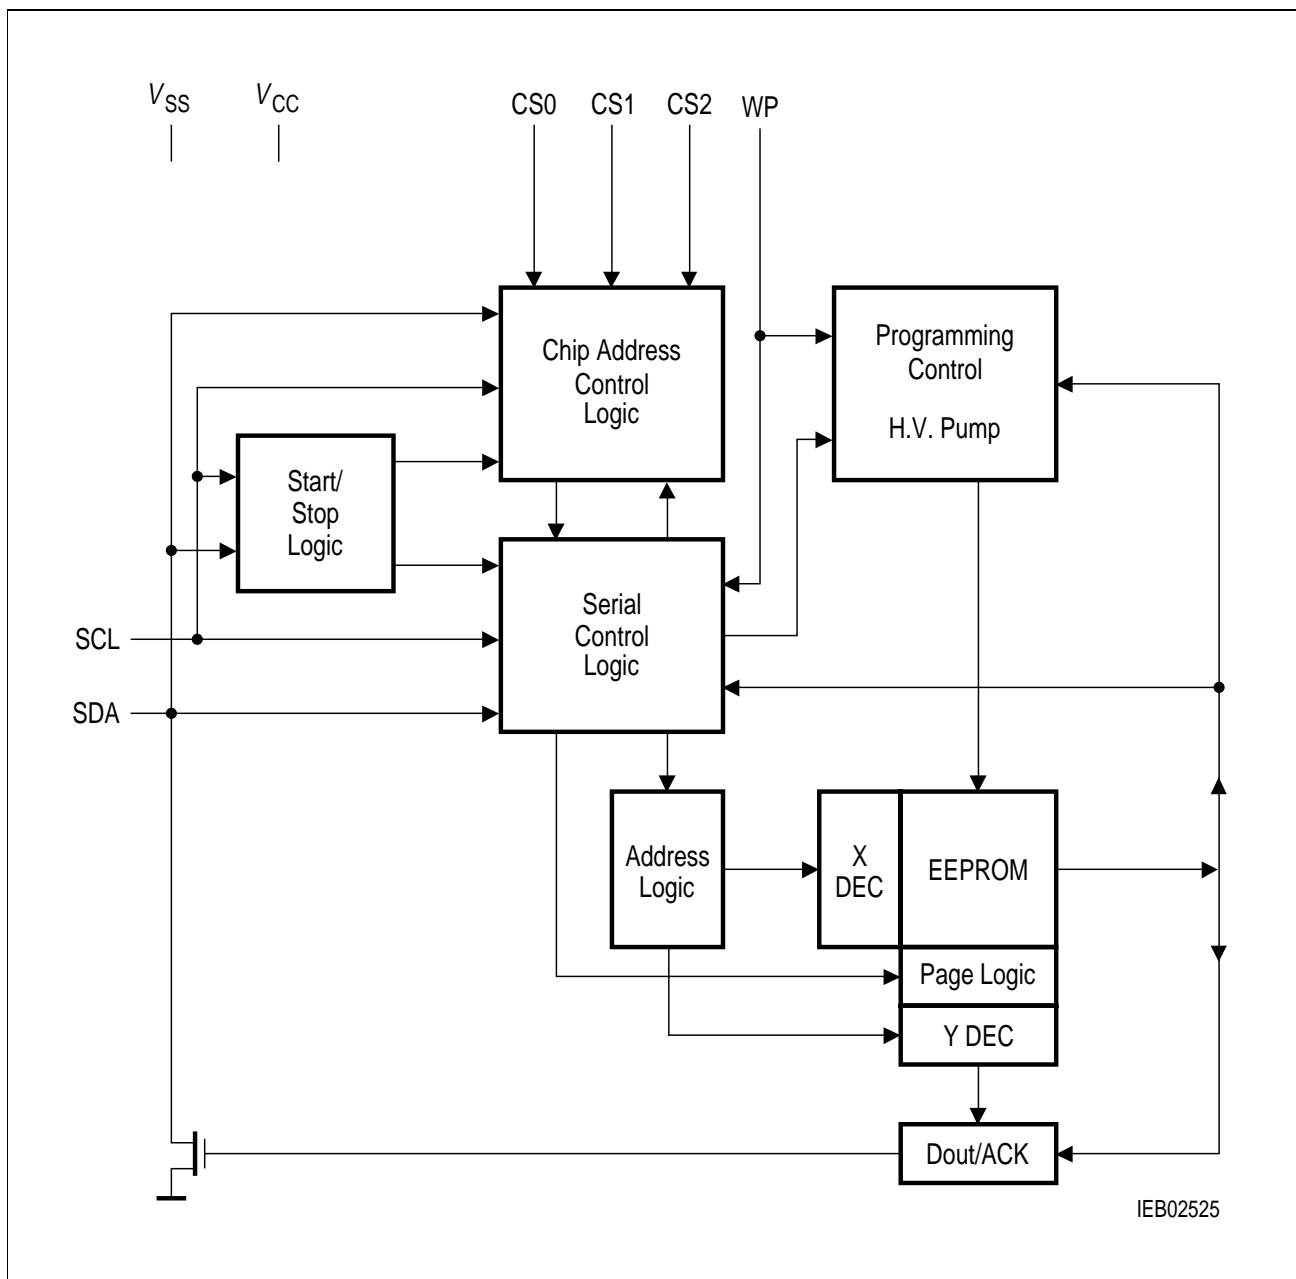 VSS
VCC
CS0
CS1
CS2
WP
Chip Address
Control
Logic
Programming
Control
H.V. Pump
Start/
Stop
Logic
Serial
Control
Logic
SCL
SDA
Address
Logic
X
DEC
EEPROM
Page Logic
Y DEC
Dout/ACK
IEB02525